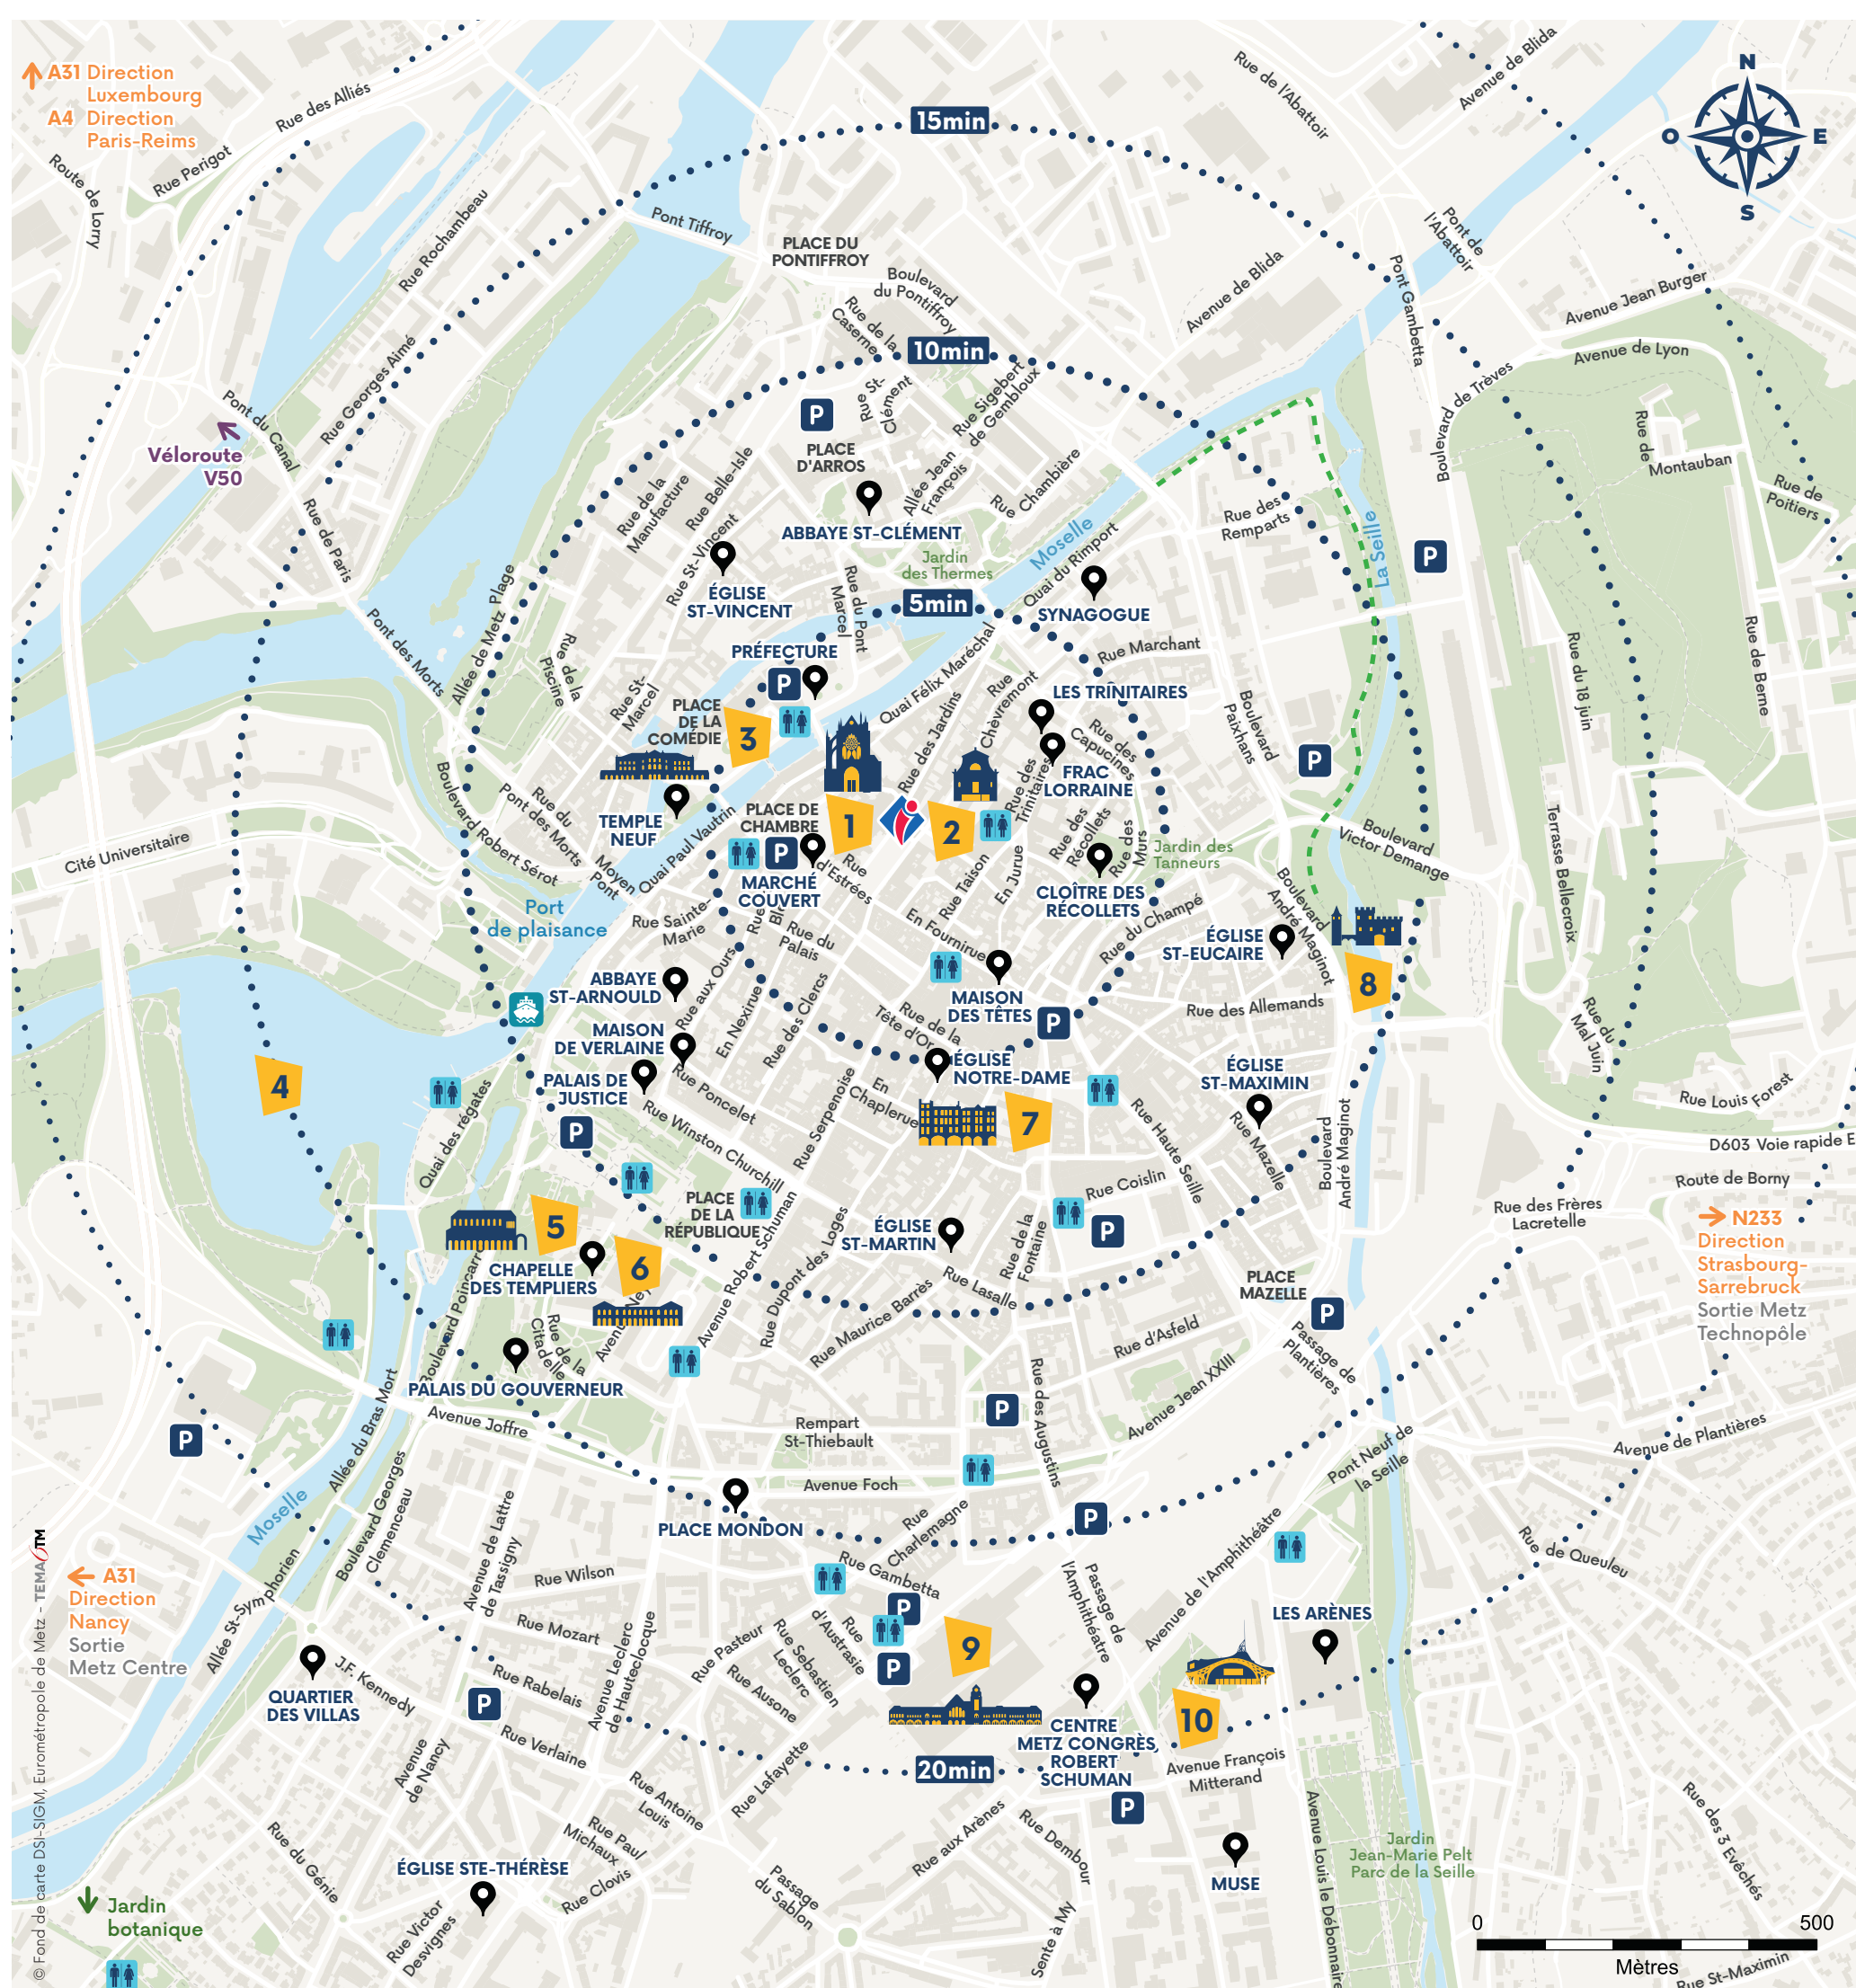 A31 Direction
Luxembourg
A4 Direction
Paris-Reims
Rue des Alliés
Rue Perigot
Route de Lorry
Rue Rochambeau
Rue Georges Aimé
Pont du Canal
Véloroute
V50
Rue de Paris
Pont des Morts
Allée de Metz Plage
15min
Pont Tiffroy
PLACE DU
PONTIFFROY
Boulevard
du Pontiffroy
Rue de la
Caserne
10min
Rue
St-
Clément
Rue Sigebert
de Gembloux
P
PLACE
D'ARROS
Allée Jean
François
Rue Chambière
ABBAYE ST-CLÉMENT
Rue de la
Manufacture
Rue Belle-Isle
Rue St-Vincent
ÉGLISE
ST-VINCENT
Jardin
des Thermes
Moselle
Quai du Rimport
Rue du Pont
Marcel
5min
SYNAGOGUE
Rue de l'Abattoir
Avenue de Blida
Avenue de Blida
Pont de
l'Abattoir
Pont Gambetta
N
O
E
S
Avenue Jean Burger
Avenue de Lyon
Boulevard de Trèves
Rue de
Montauban
Rue de
Poitiers
Rue des
Remparts
La Seille
P
Rue du 18 juin
Rue de Berne
PRÉFECTURE
P
Rue de la
Piscine
Rue St-
Marcel
PLACE
DE LA
COMÉDIE
3
Quai Félix Maréchal
Rue des Jardins
Rue
Chèvremont
Rue Marchant
LES TRINITAIRES
Rue des
Capucines
FRAC
LORRAINE
Rue des
Trinitaires
Boulevard
Paixhans
P
Boulevard Robert Sérot
Rue du
Pont des Morts
TEMPLE
NEUF
Moyen
Pont
Quai Paul Vautrin
PLACE DE
CHAMBRE
1
2
P
MARCHÉ
COUVERT
Rue
d'Estrées
Rue Taison
En Jurue
Rue des
Récollets
Rue des
Murs
Jardin des
Tanneurs
CLOÎTRE DES
RÉCOLLETS
Boulevard
Victor Demange
Terrasse Bellecroix
Cité Universitaire
Port
de plaisance
Rue Sainte-
Marie
Rue du
Palais
En Fournirue
Rue du Champé
ÉGLISE
ST-EUCAIRE
Boulevard
André Maginot
8
ABBAYE
ST-ARNOULD
Rue aux Ours
En Nexirue
Rue des Clercs
MAISON
DES TÊTES
P
Rue des Allemands
Rue du
Mal Juin
MAISON
DE VERLAINE
Rue de la
Tête d'Or
ÉGLISE
NOTRE-DAME
ÉGLISE
ST-MAXIMIN
4
Quai des régates
PALAIS DE
JUSTICE
Rue Poncelet
Rue Winston Churchill
Rue Serpenoise
En
Chaplerue
7
Rue Haute Seille
Rue Mazelle
Boulevard
André Maginot
Rue Louis Forest
D603 Voie rapide E
Route de Borny
P
PLACE
DE LA
RÉPUBLIQUE
Avenue Robert Schuman
Rue Dupont des Loges
ÉGLISE
ST-MARTIN
Rue de la
Fontaine
Rue Coislin
P
Rue des Frères
Lacretelle
N233
Direction
Strasbourg-
Sarrebruck
Sortie Metz
Technopôle
5
6
CHAPELLE
DES TEMPLIERS
Rue de la
Citadelle
PALAIS DU GOUVERNEUR
Rue Maurice Barrès
Rue Lasalle
PLACE
MAZELLE
P
Passage de
Plantières
Rue d'Asfeld
Avenue Jean XXIII
Rue des Augustins
P
P
Allée du Bras Mort
Avenue Joffre
Rempart
St-Thiebault
Avenue Foch
Pont Neuf de
la Seille
Avenue de Plantières
Moselle
Boulevard Georges
Clemenceau
Avenue de Lattre
de Tassigny
PLACE MONDON
Rue
Charlemagne
Rue Gambetta
P
Passage de
l'Amphithéâtre
Avenue de l'Amphithéâtre
Rue de Queuleu
A31
Direction
Nancy
Sortie
Metz Centre
Allée St-Symphorien
Rue Wilson
Rue Mozart
Rue Rabelais
Avenue Leclerc
de Hauteclocque
Rue Pasteur
Rue
d'Austrasie
Rue Sebastien
Leclerc
Rue Ausone
P
P
9
LES ARÈNES
10
QUARTIER
DES VILLAS
J.F. Kennedy
P
Rue Verlaine
Avenue
de Nancy
Rue Antoine
Louis
Rue Lafayette
20min
CENTRE
METZ CONGRÈS,
ROBERT
SCHUMAN
Avenue François
Mitterand
P
Rue du Génie
Rue Paul
Michaux
Rue Clovis
ÉGLISE STE-THÉRÈSE
Rue Victor
Desvignes
Passage
du Sablon
Rue aux Arènes
Rue Dembour
Sente à My
MUSE
Avenue Louis le Débonnaire
Jardin
Jean-Marie Pelt
Parc de la Seille
Rue des 3 Evêchés
Jardin
botanique
0 500
Mètres
Rue St-Maximin
© Fond de carte DSI-SIGM, Eurométropole de Metz - TEMA TM